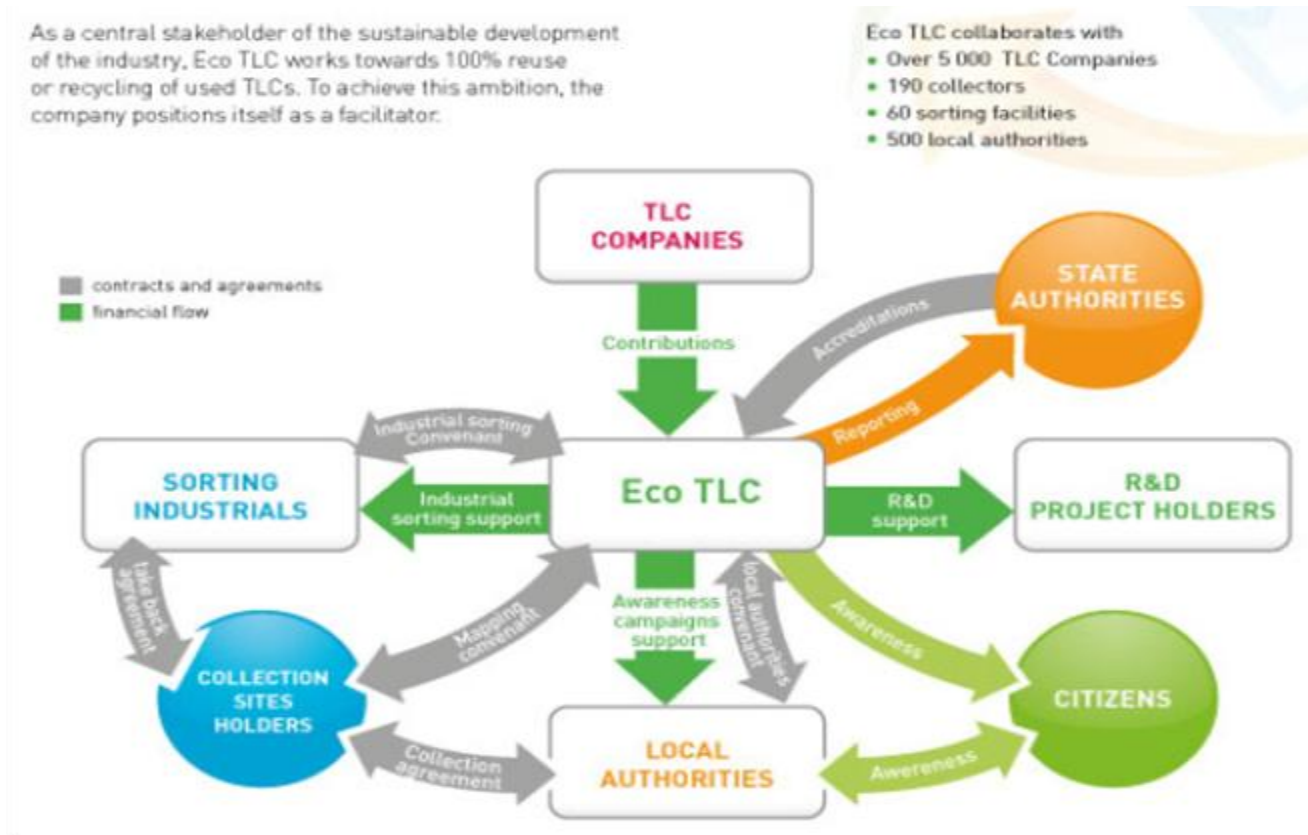 As a central stakeholder of the sustainable development
of the industry, Eco TLC works towards 100% reuse
or recycling of used TLCs. To achieve this ambition, the
company positions itself as a facilitator.
Eco TLC collaborates with
• Over 5 000 TLC Companies
• 190 collectors
• 60 sorting facilities
• 500 local authorities
TLC
COMPANIES
STATE
AUTHORITIES
contracts and agreements
financial flow
Contributions
Accreditations
Reporting
Industrial sorting
Convenant
SORTING
INDUSTRIALS
Industrial
sorting support
Eco TLC
R&D
support
R&D
PROJECT HOLDERS
take back
agreement
Mapping
convenant
Awareness
campaigns
support
local authorities
convenant
Awareness
COLLECTION
SITES
HOLDERS
CITIZENS
Collection
agreement
LOCAL
AUTHORITIES
Awereness